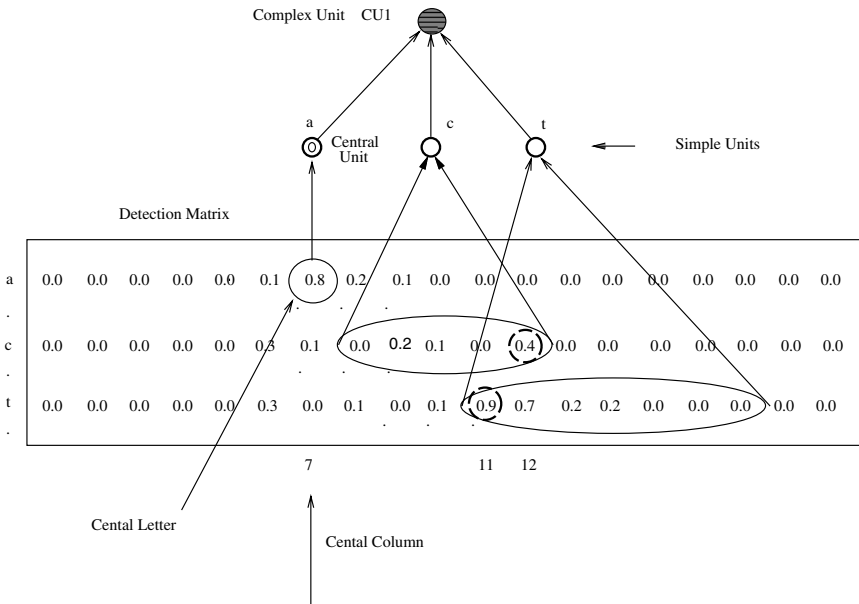 Complex Unit CU1
a c t
Central Unit
Simple Units
Detection Matrix
a 0.0 0.0 0.0 0.0 0.0 0.1 0.8 0.2 0.1 0.0 0.0 0.0 0.0 0.0 0.0 0.0 0.0 0.0 0.0
. . . .
c 0.0 0.0 0.0 0.0 0.0 0.3 0.1 0.0 0.2 0.1 0.0 0.4 0.0 0.0 0.0 0.0 0.0 0.0 0.0
. . . .
t 0.0 0.0 0.0 0.0 0.0 0.3 0.0 0.1 0.0 0.1 0.9 0.7 0.2 0.2 0.0 0.0 0.0 0.0 0.0
. . . .
7 11 12
Cental Letter
Cental Column